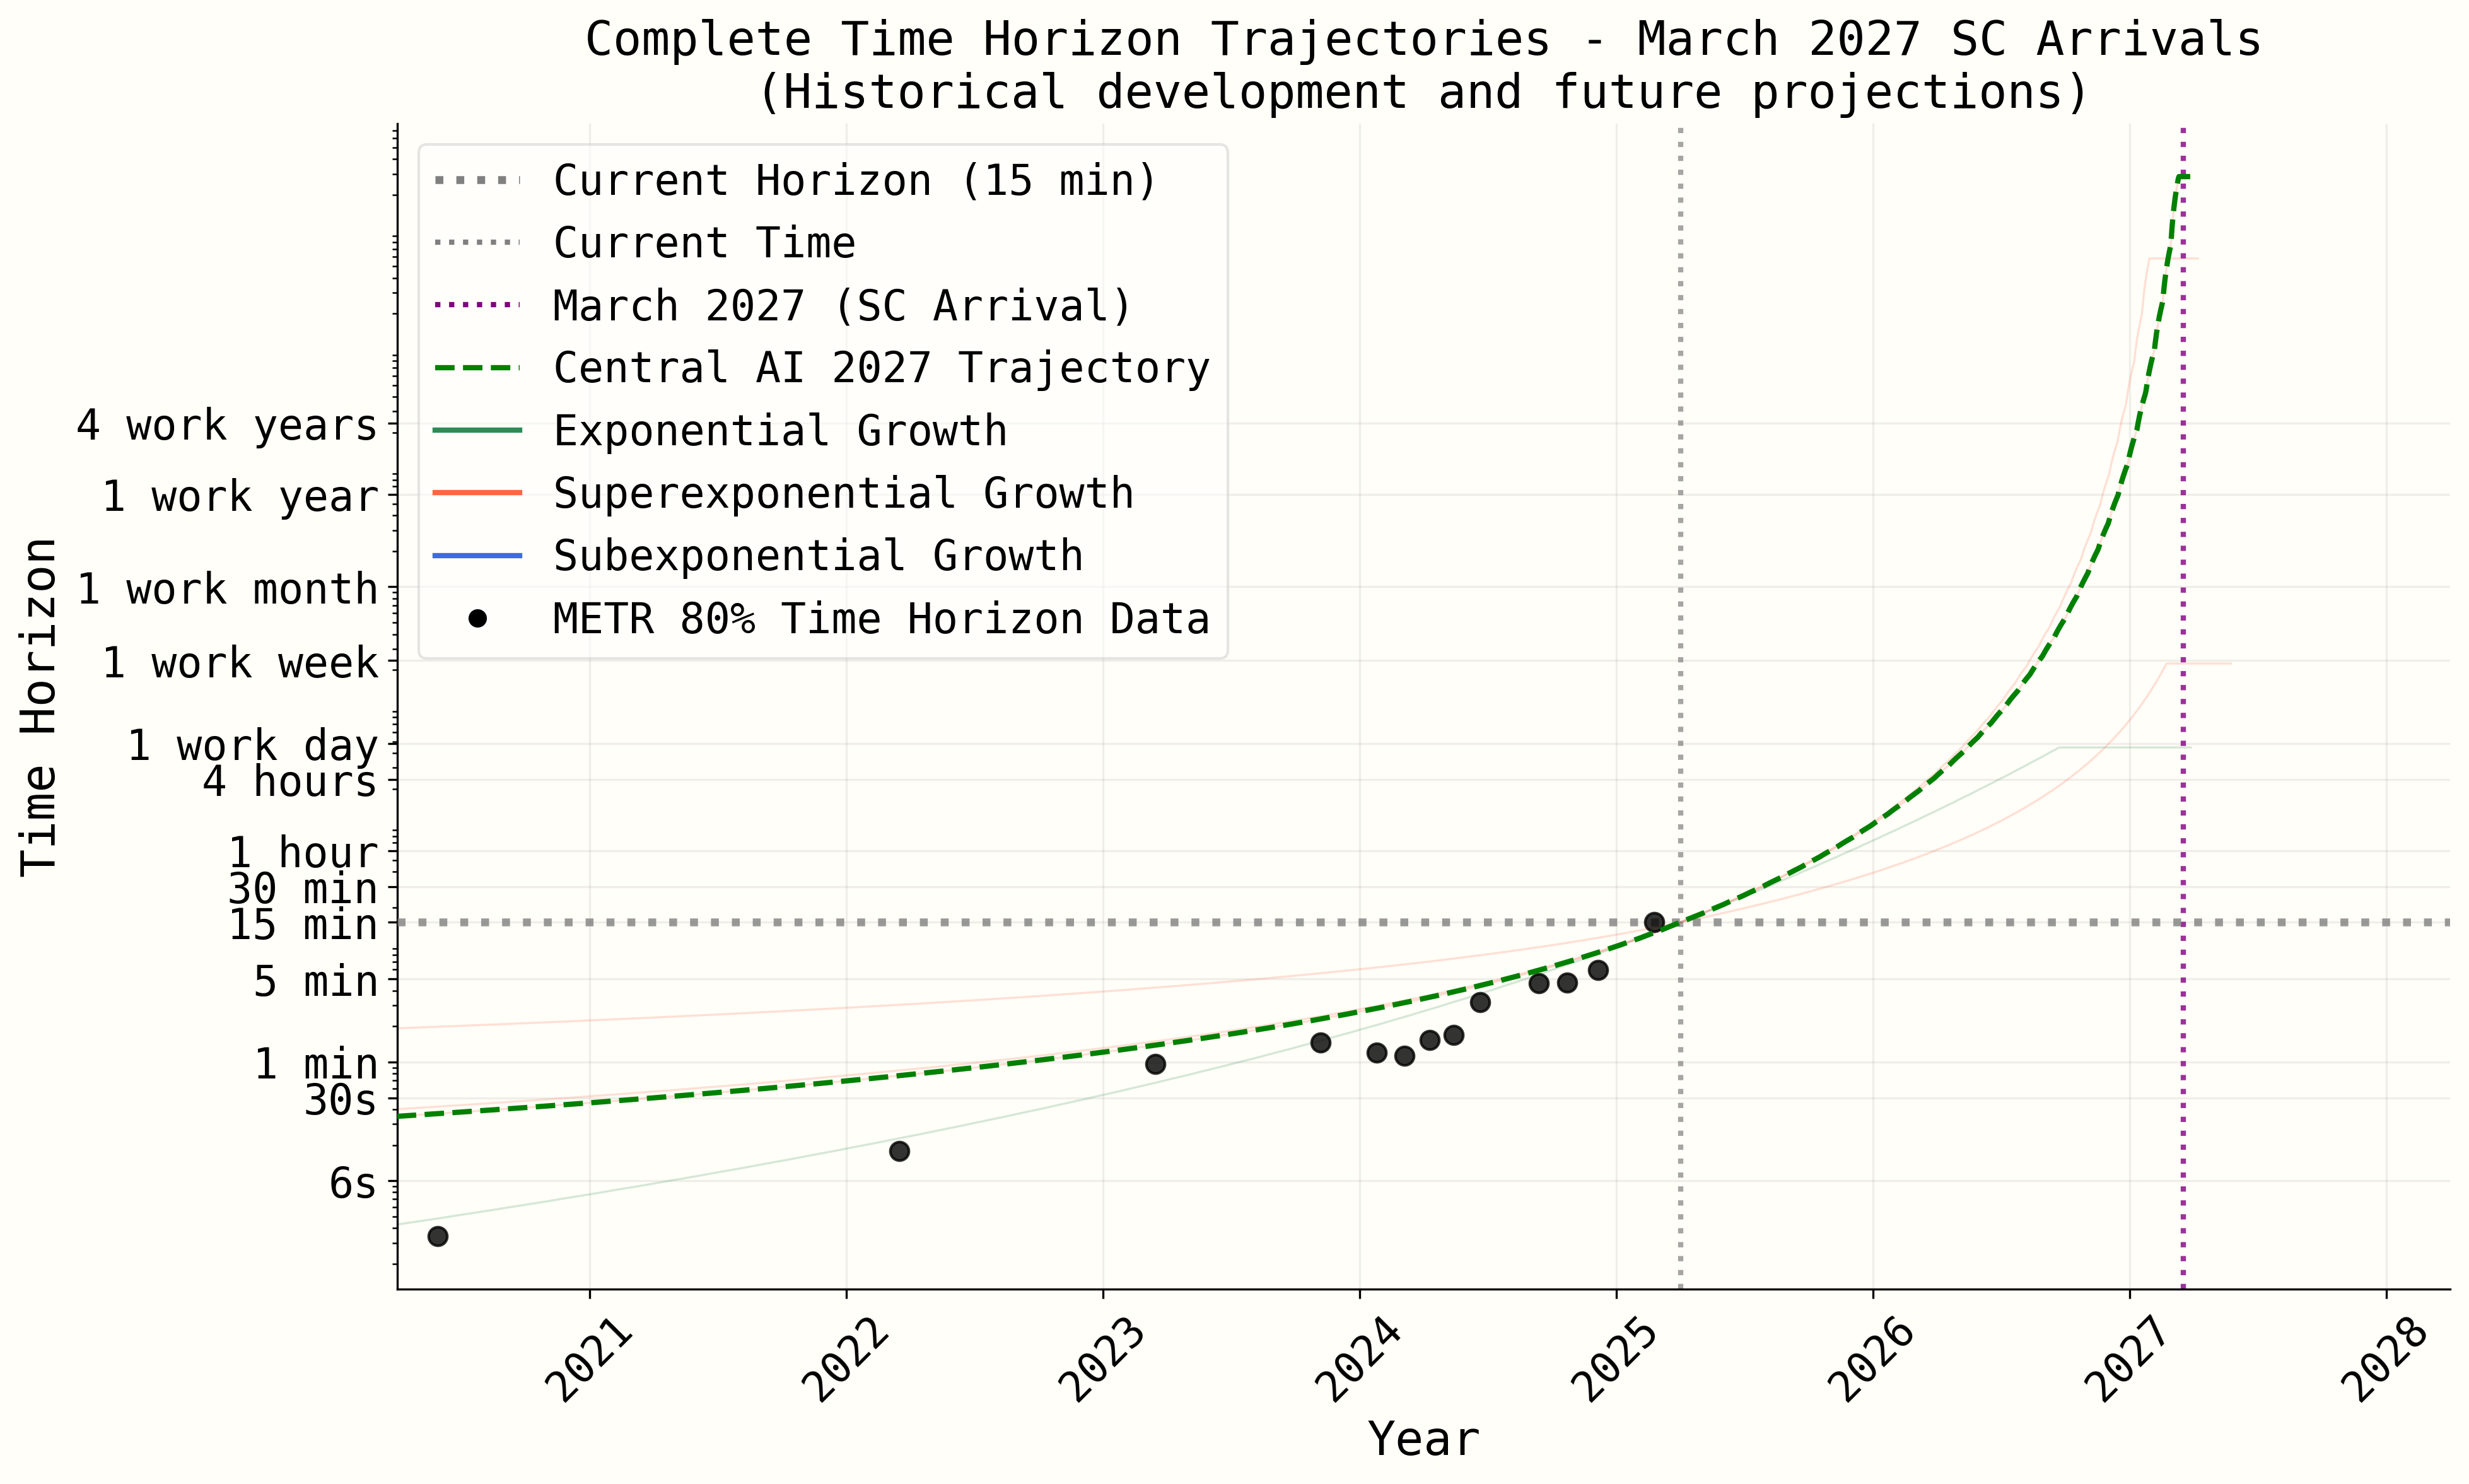 Complete Time Horizon Trajectories - March 2027 SC Arrivals
(Historical development and future projections)
Current Horizon (15 min)
Current Time
March 2027 (SC Arrival)
Central AI 2027 Trajectory
Exponential Growth
Superexponential Growth
Subexponential Growth
METR 80% Time Horizon Data
Time Horizon
4 work years
1 work year
1 work month
1 work week
1 work day
4 hours
1 hour
30 min
15 min
5 min
1 min
30s
6s
2021
2022
2023
2024
2025
2026
2027
2028
Year